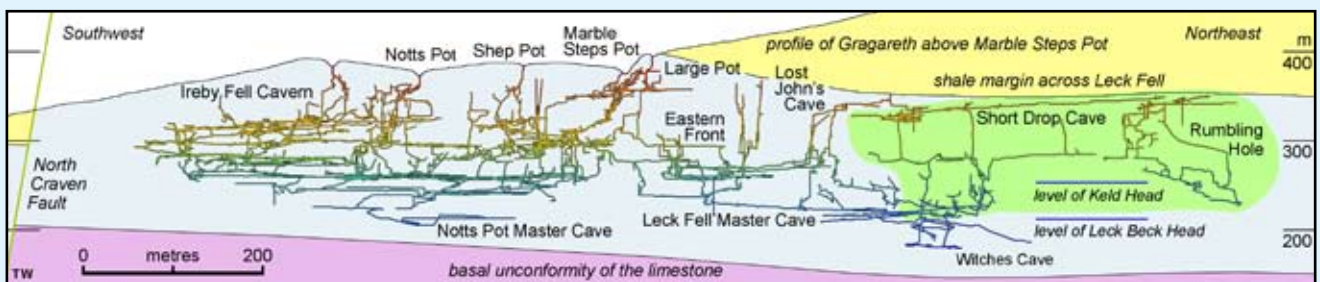 Southwest
Northeast
m
400
300
200
Marble
Steps Pot
Notts Pot
Shep Pot
profile of Gragareth above Marble Steps Pot
Large Pot
Lost
John's
Cave
shale margin across Leck Fell
Ireby Fell Cavern
Eastern
Front
Short Drop Cave
Rumbling
Hole
North
Craven
Fault
level of Keld Head
Leck Fell Master Cave
Notts Pot Master Cave
level of Leck Beck Head
0 metres 200
Witches Cave
basal unconformity of the limestone
TW